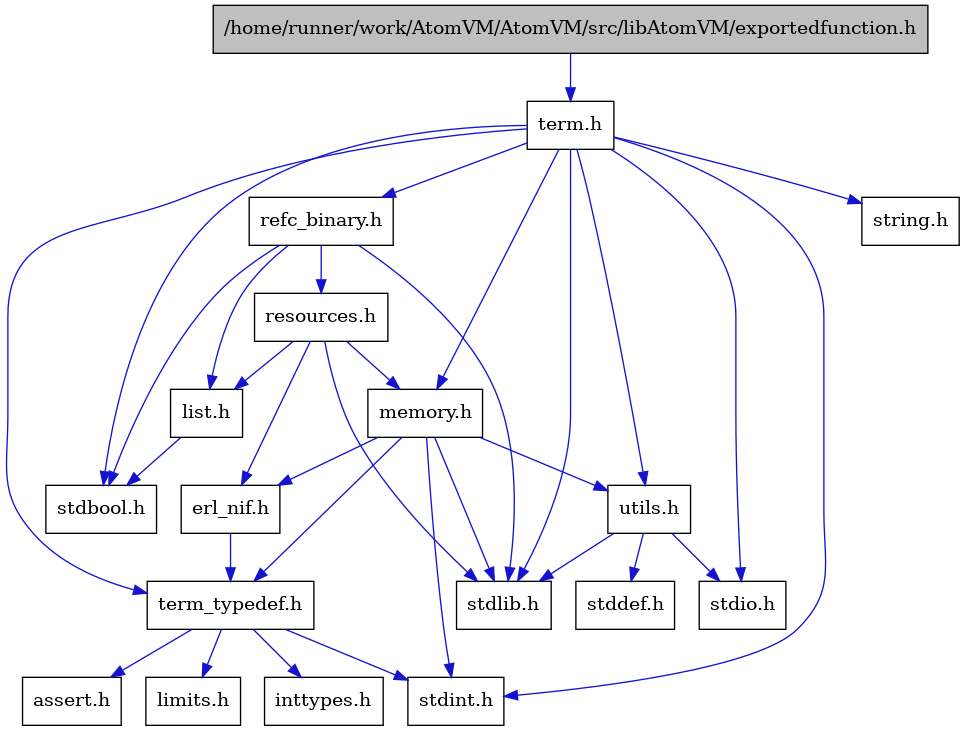 /home/runner/work/AtomVM/AtomVM/src/libAtomVM/exportedfunction.h
term.h
refc_binary.h
string.h
resources.h
list.h
memory.h
stdbool.h
erl_nif.h
utils.h
term_typedef.h
stdlib.h
stddef.h
stdio.h
assert.h
limits.h
inttypes.h
stdint.h